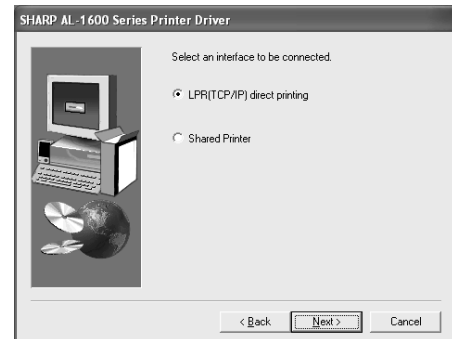 SHARP AL-1600 Series Printer Driver
Select an interface to be connected.
LPR(TCP/IP) direct printing
Shared Printer
< Back
Next >
Cancel